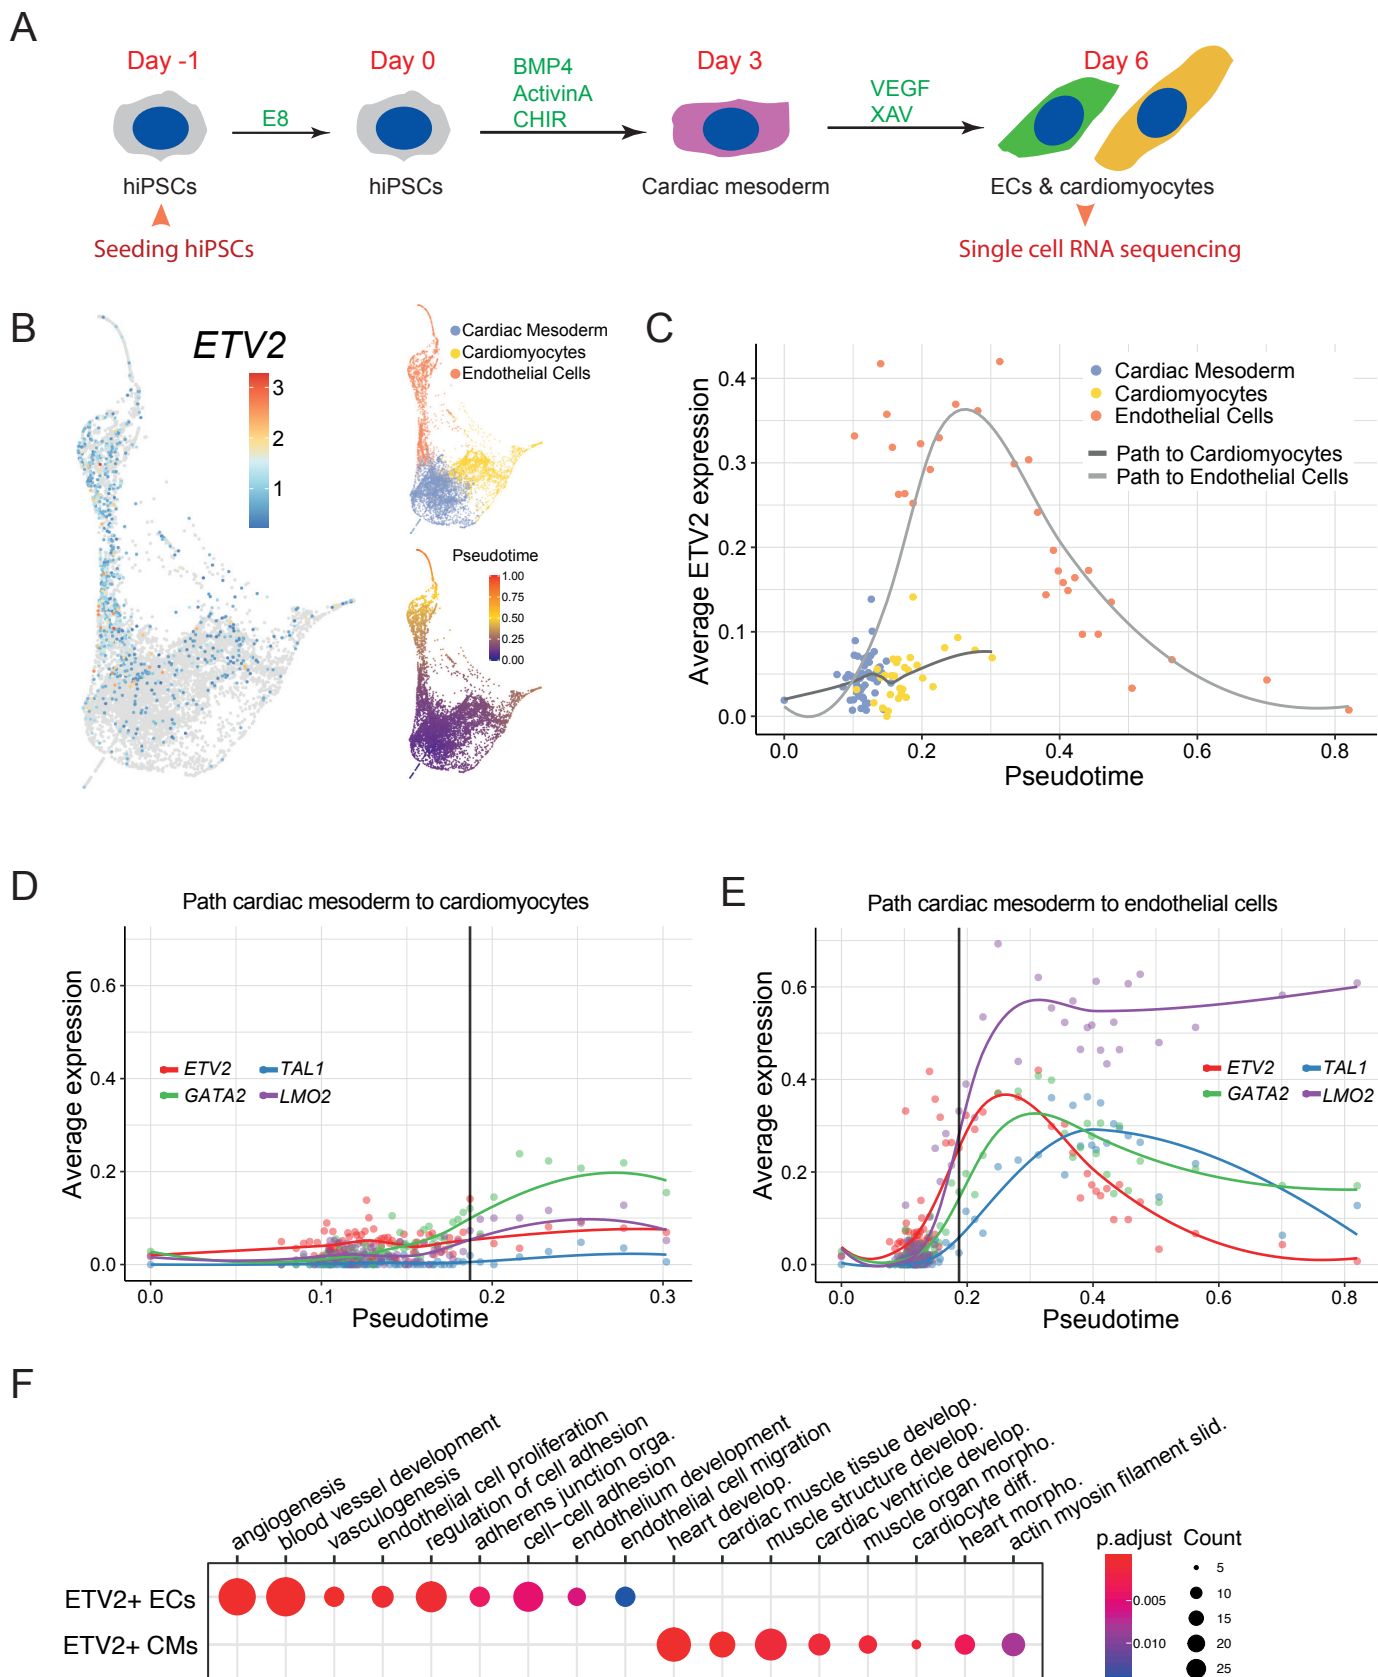 A
Day -1
Day 0
Day 3
Day 6
E8
BMP4
ActivinA
CHIR
VEGF
XAV
hiPSCs
hiPSCs
Cardiac mesoderm
ECs & cardiomyocytes
Seeding hiPSCs
Single cell RNA sequencing
B
ETV2
3
2
1
Cardiac Mesoderm
Cardiomyocytes
Endothelial Cells
Pseudotime
1.00
0.75
0.50
0.25
0.00
C
Average ETV2 expression
0.4
0.3
0.2
0.1
0.0
Cardiac Mesoderm
Cardiomyocytes
Endothelial Cells
Path to Cardiomyocytes
Path to Endothelial Cells
0.0 0.2 0.4 0.6 0.8
Pseudotime
D
Path cardiac mesoderm to cardiomyocytes
Average expression
0.6
0.4
0.2
0.0
ETV2 TAL1
GATA2 LMO2
0.0 0.1 0.2 0.3
Pseudotime
E
Path cardiac mesoderm to endothelial cells
Average expression
0.6
0.4
0.2
0.0
ETV2 TAL1
GATA2 LMO2
0.0 0.2 0.4 0.6 0.8
Pseudotime
F
angiogenesis
blood vessel development
vasculogenesis
endothelial cell proliferation
regulation of cell adhesion
adherens junction orga.
cell-cell adhesion
endothelium development
endothelial cell migration
heart develop.
cardiac muscle tissue develop.
muscle structure develop.
cardiac ventricle develop.
muscle organ morpho.
cardiocyte diff.
heart morpho.
actin myosin filament slid.
ETV2+ ECs
ETV2+ CMs
p.adjust
0.005
0.010
Count
5
10
15
20
25